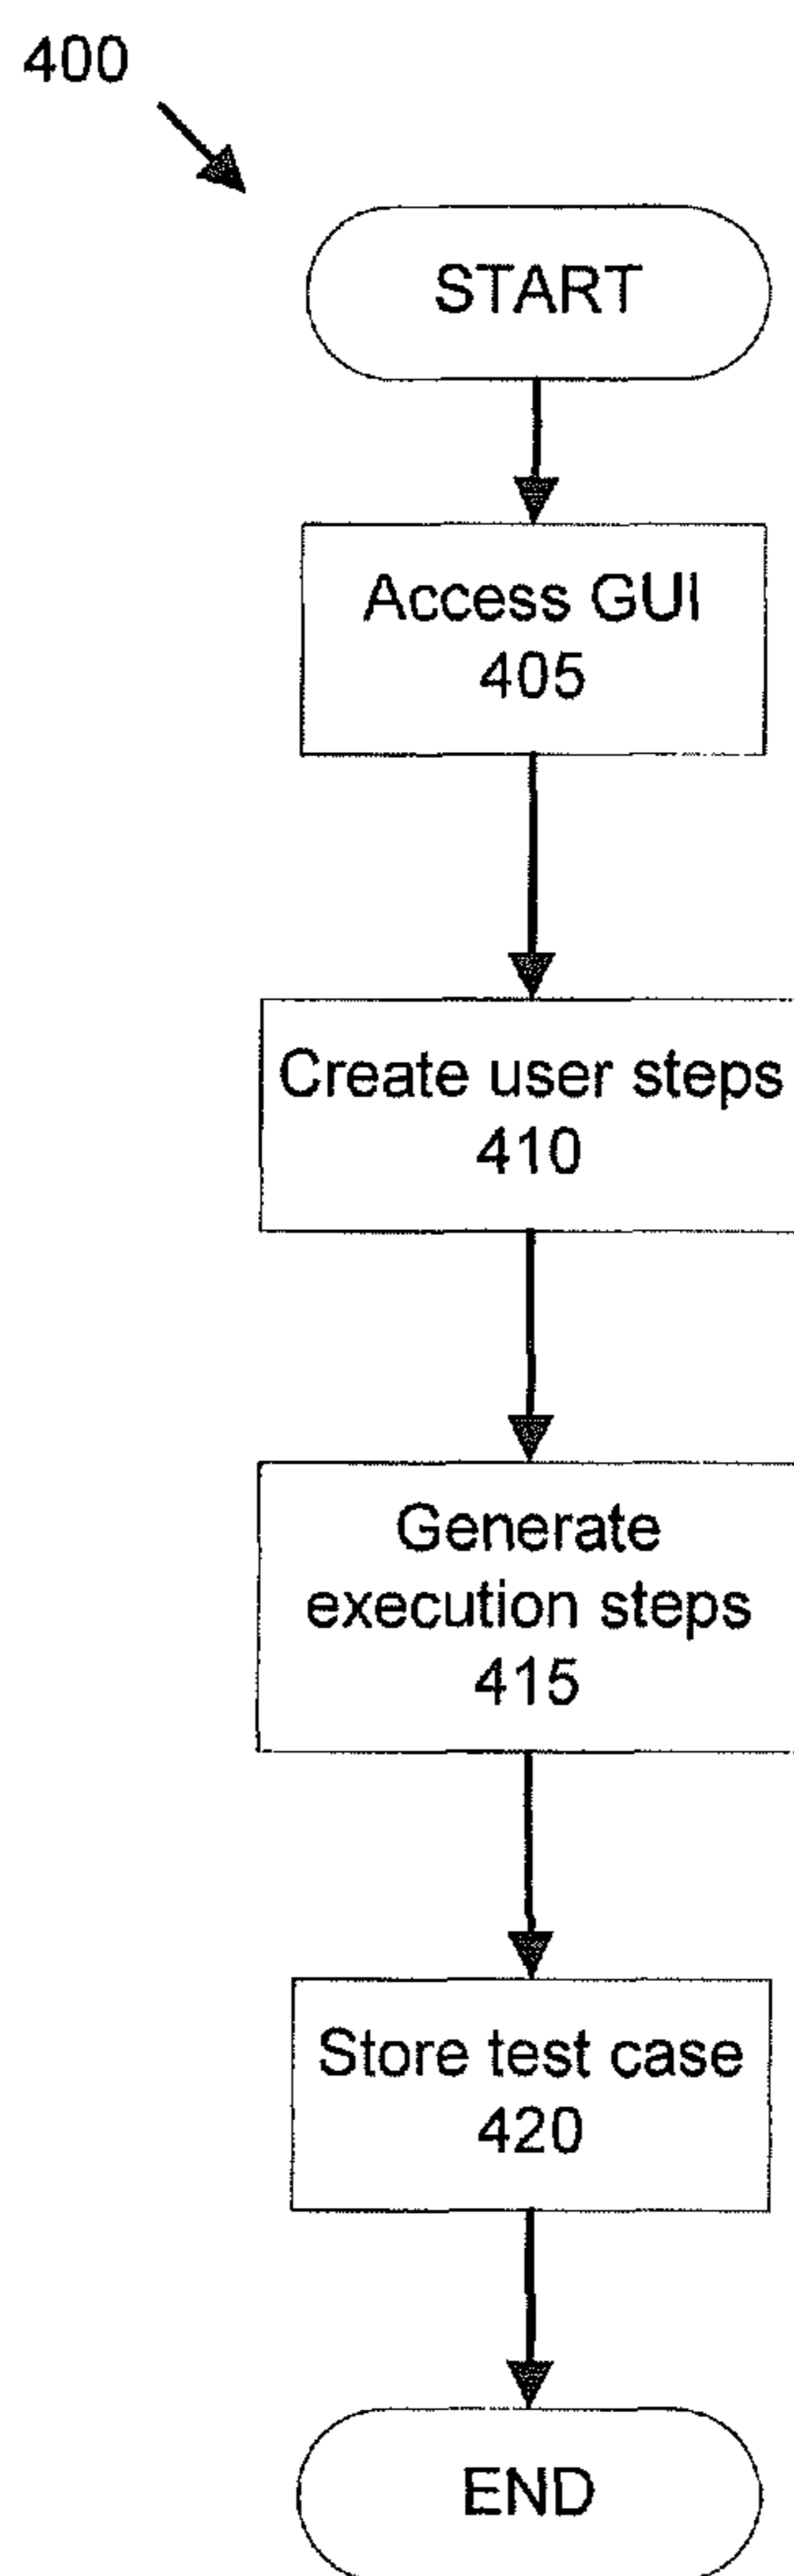 400
START
Access GUI
405
Create user steps
410
Generate
execution steps
415
Store test case
420
END